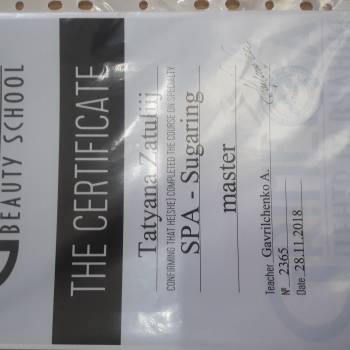 BEAUTY SCHOOL
THE CERTIFICATE
Tatyana Zatuliij
CONFIRMING THAT HE(SHE) COMPLETED THE COURSE ON SPECIALTY
SPA - Sugaring
master
Teacher Gavrilchenko A.
№ 2365
Date 28.11.2018